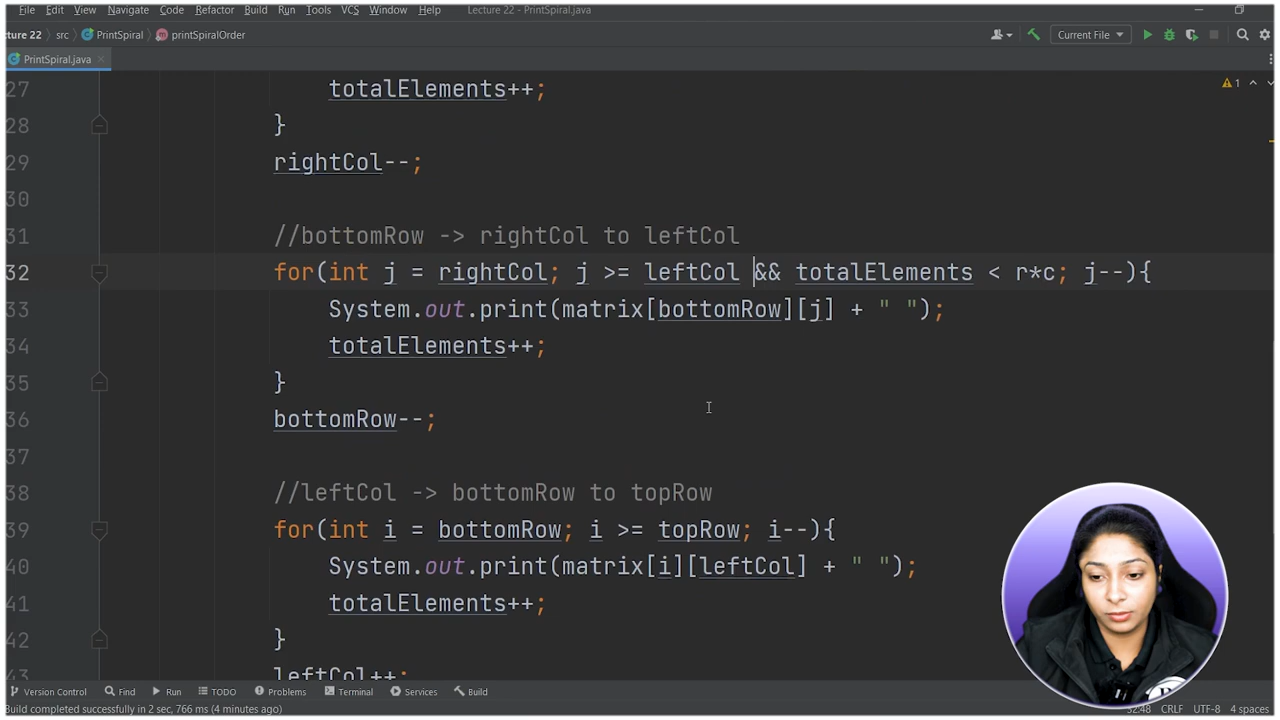 File Edit View Navigate Code Refactor Build Run Tools VCS Window Help Lecture 22 - PrintSpiral.java
cture 22 src PrintSpiral printSpiralOrder Current File
PrintSpiral.java
27 totalElements++; 1
28 }
29 rightCol--;
30
31 //bottomRow -> rightCol to leftCol
32 for(int j = rightCol; j >= leftCol && totalElements < r*c; j--){
33 System.out.print(matrix[bottomRow][j] + " ");
34 totalElements++;
35 }
36 bottomRow--;
37
38 //leftCol -> bottomRow to topRow
39 for(int i = bottomRow; i >= topRow; i--){
40 System.out.print(matrix[i][leftCol] + " ");
41 totalElements++;
42 }
43 leftCol++;
Version Control Find Run TODO Problems Terminal Services Build
Build completed successfully in 2 sec, 766 ms (4 minutes ago) 32:48 CRLF UTF-8 4 spaces